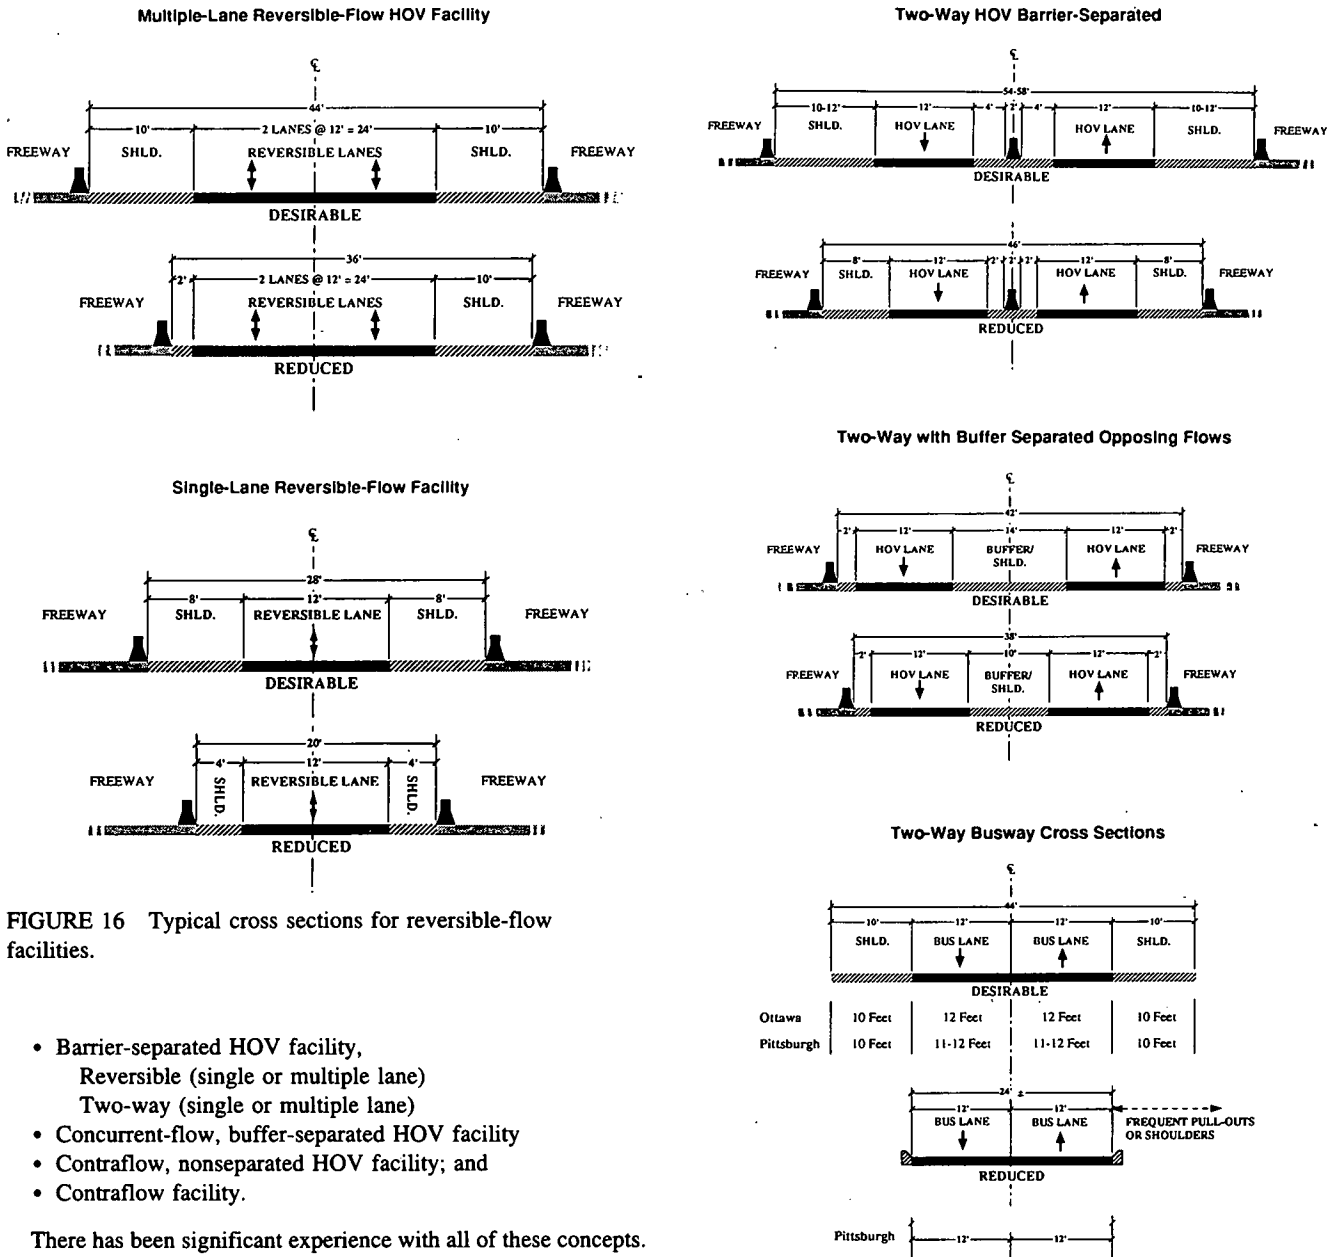 Multiple-Lane Reversible-Flow HOV Facility
℄
44'
10' 2 LANES @ 12' = 24' 10'
FREEWAY SHLD. REVERSIBLE LANES SHLD. FREEWAY
DESIRABLE
36'
2' 2 LANES @ 12' = 24' 10'
FREEWAY REVERSIBLE LANES SHLD. FREEWAY
REDUCED
Single-Lane Reversible-Flow Facility
℄
28'
8' 12' 8'
FREEWAY SHLD. REVERSIBLE LANE SHLD. FREEWAY
DESIRABLE
20'
4' 12' 4'
FREEWAY SHLD. REVERSIBLE LANE SHLD. FREEWAY
REDUCED
FIGURE 16 Typical cross sections for reversible-flow
facilities.
• Barrier-separated HOV facility,
Reversible (single or multiple lane)
Two-way (single or multiple lane)
• Concurrent-flow, buffer-separated HOV facility
• Contraflow, nonseparated HOV facility; and
• Contraflow facility.
There has been significant experience with all of these concepts.
Two-Way HOV Barrier-Separated
℄
54-58'
10-12' 12' 4' 2' 4' 12' 10-12'
FREEWAY SHLD. HOV LANE HOV LANE SHLD. FREEWAY
DESIRABLE
46'
8' 12' 2' 2' 2' 12' 8'
FREEWAY SHLD. HOV LANE HOV LANE SHLD. FREEWAY
REDUCED
Two-Way with Buffer Separated Opposing Flows
℄
42'
2' 12' 14' 12' 2'
FREEWAY HOV LANE BUFFER/ HOV LANE FREEWAY
SHLD.
DESIRABLE
38'
2' 12' 10' 12' 2'
FREEWAY HOV LANE BUFFER/ HOV LANE FREEWAY
SHLD.
REDUCED
Two-Way Busway Cross Sections
℄
44'
10' 12' 12' 10'
SHLD. BUS LANE BUS LANE SHLD.
DESIRABLE
Ottawa 10 Feet 12 Feet 12 Feet 10 Feet
Pittsburgh 10 Feet 11-12 Feet 11-12 Feet 10 Feet
24' ±
12' 12'
BUS LANE BUS LANE FREQUENT PULL-OUTS
OR SHOULDERS
REDUCED
Pittsburgh 12' 12'